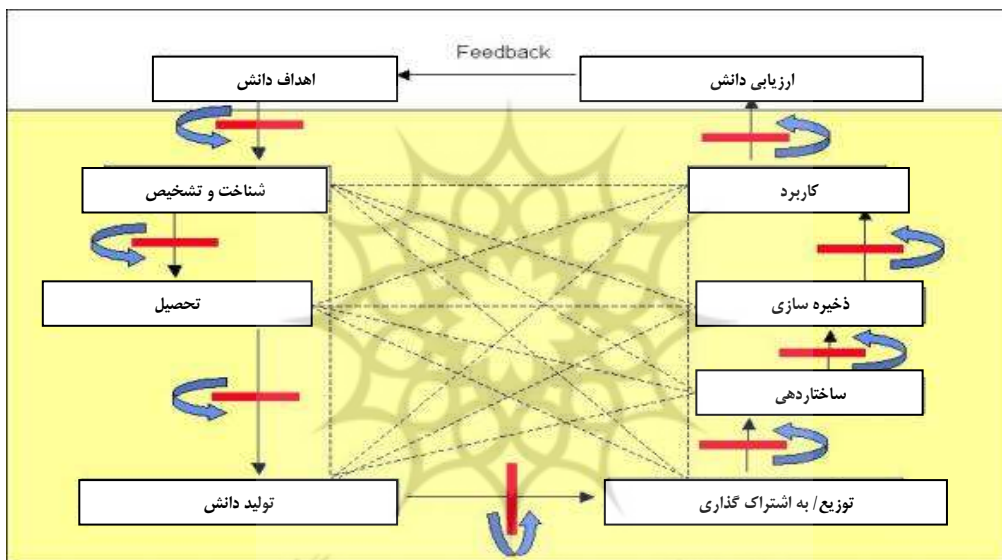 Feedback
اهداف دانش
ارزیابی دانش
شناخت و تشخیص
کاربرد
تحصیل
ذخیره سازی
ساختاردهی
تولید دانش
توزیع/ به اشتراک گذاری